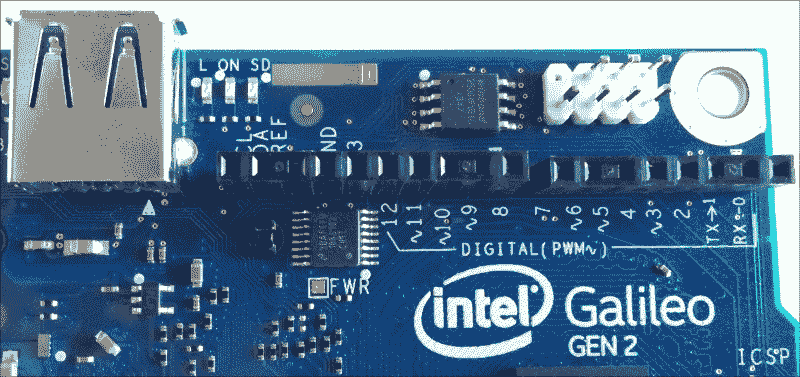 L ON SD
12
~11
~10
~9
8
7
~6
~5
4
~3
2
TX→1
RX←0
DIGITAL(PWM~)
FWR
intel Galileo
GEN 2
ICSP